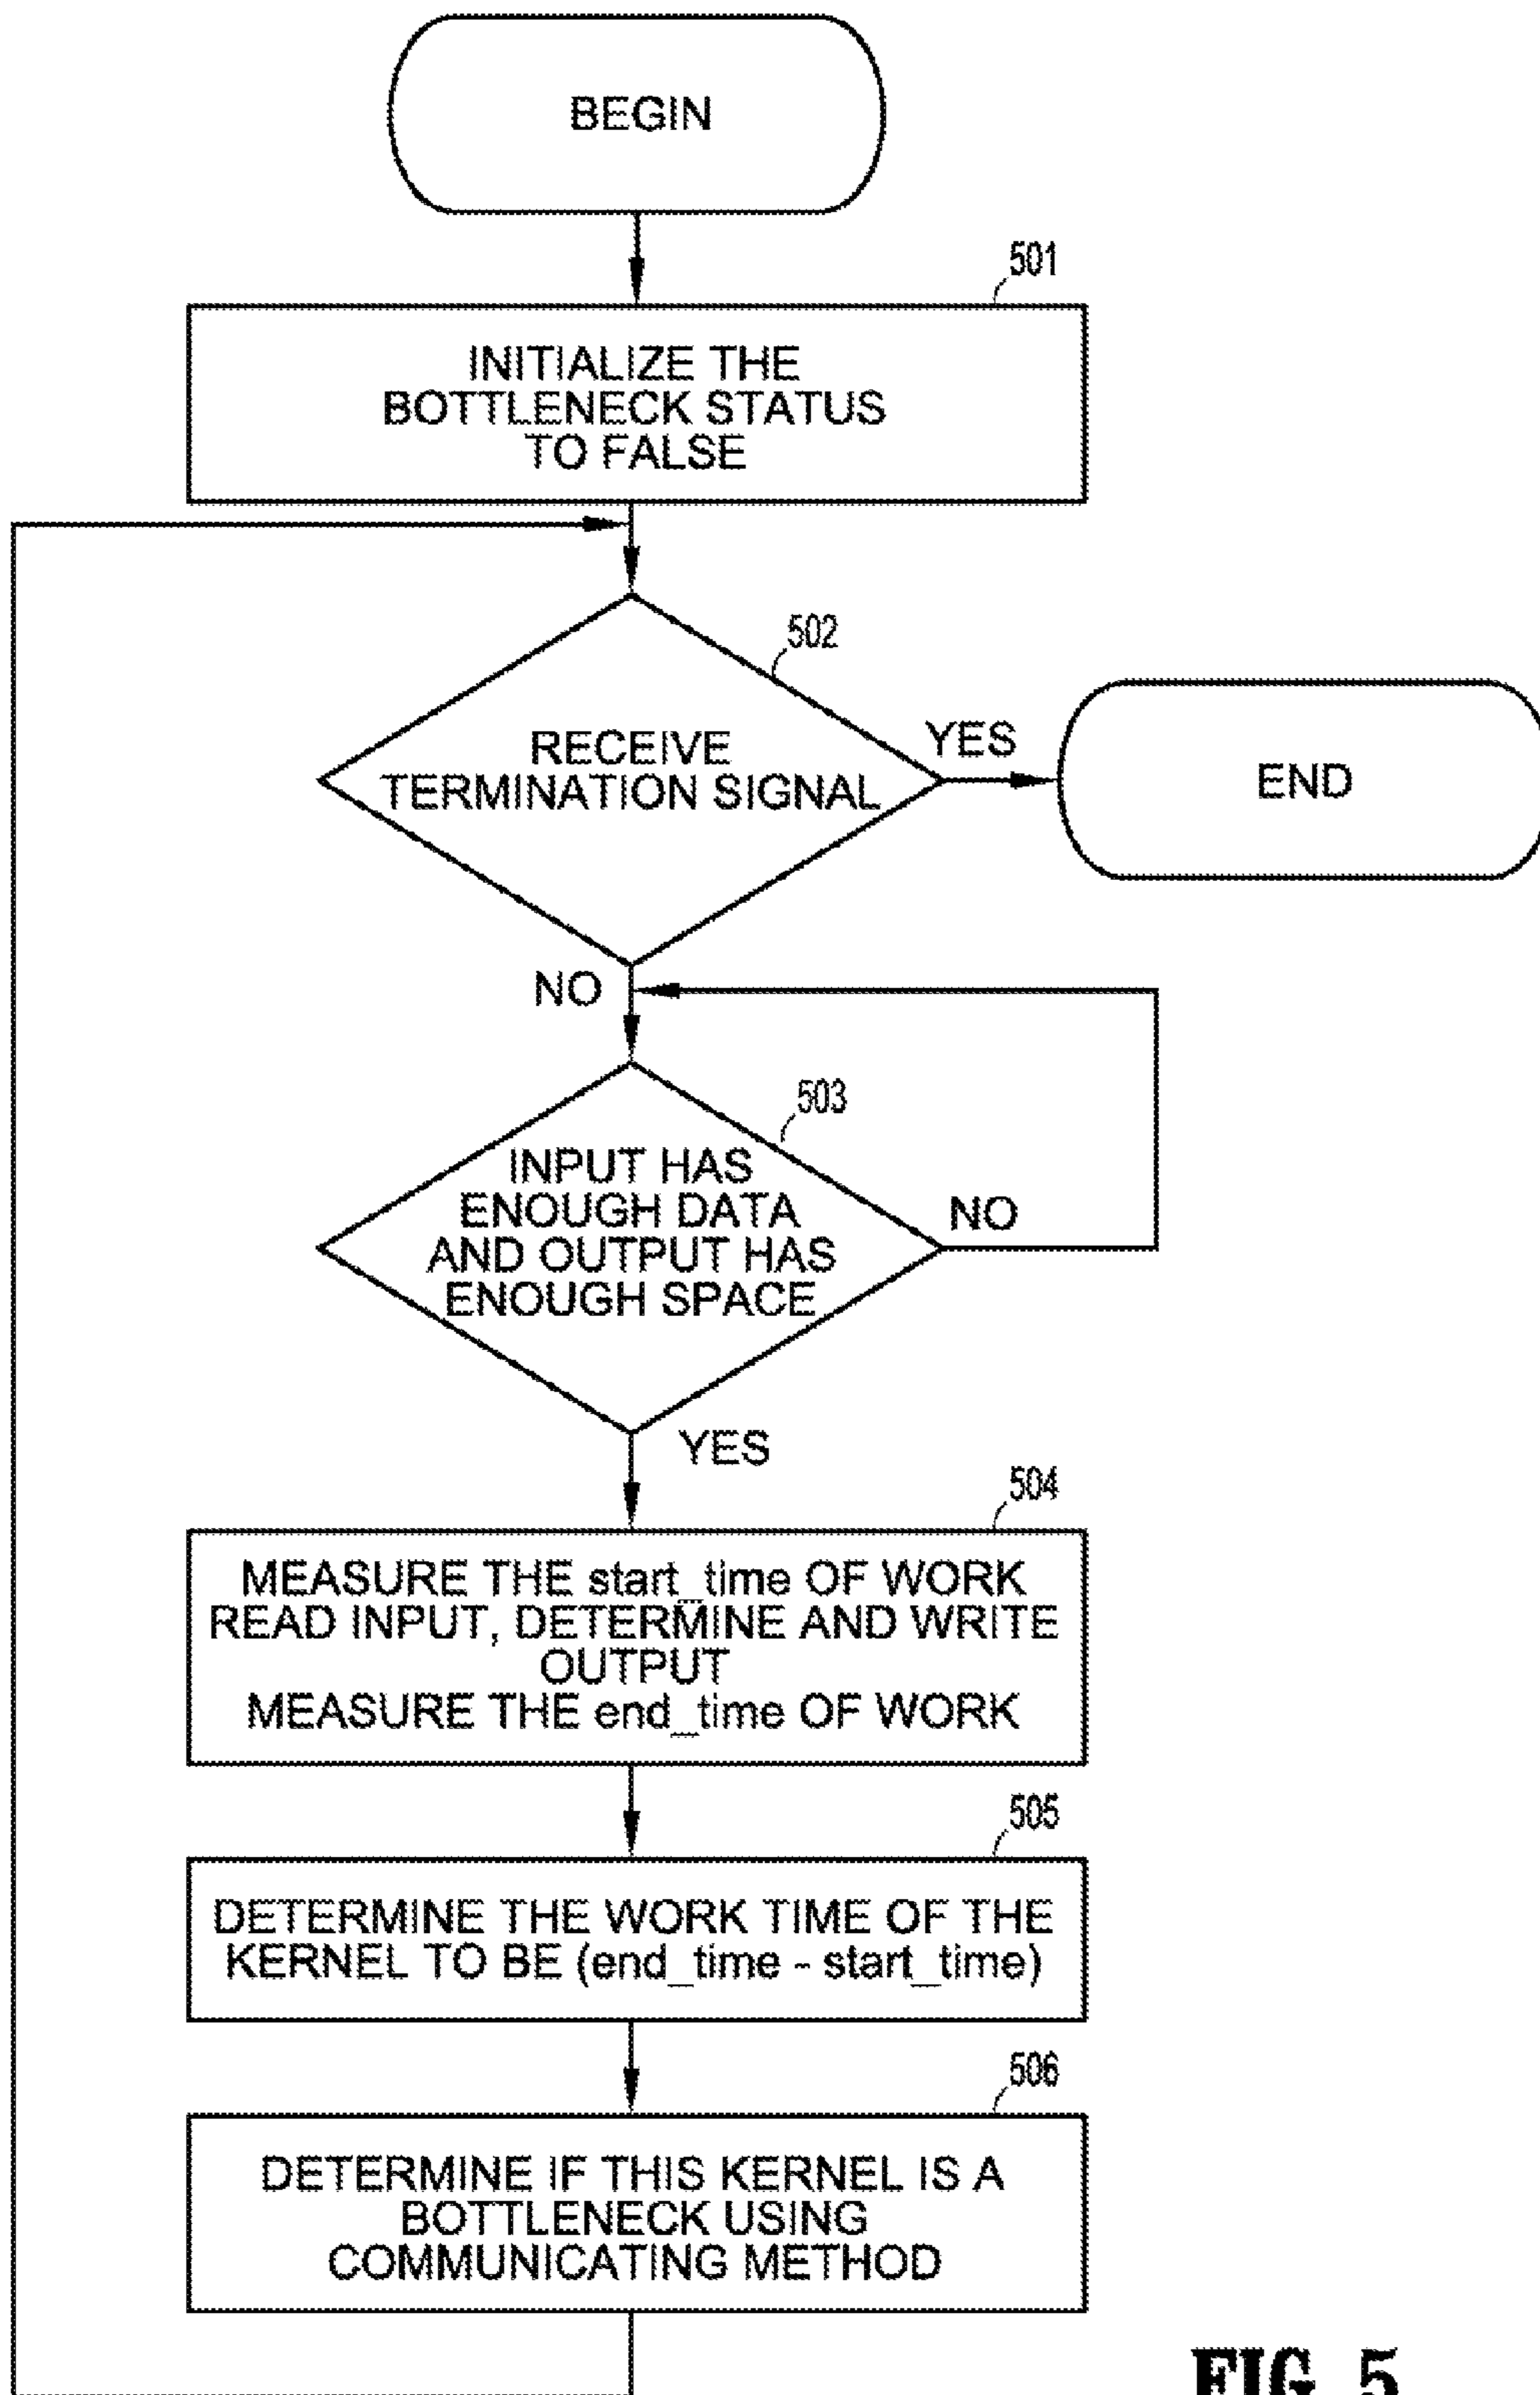 BEGIN
501
INITIALIZE THE
BOTTLENECK STATUS
TO FALSE
502
RECEIVE
TERMINATION SIGNAL
YES
END
NO
503
INPUT HAS
ENOUGH DATA
AND OUTPUT HAS
ENOUGH SPACE
NO
YES
504
MEASURE THE start_time OF WORK
READ INPUT, DETERMINE AND WRITE
OUTPUT
MEASURE THE end_time OF WORK
505
DETERMINE THE WORK TIME OF THE
KERNEL TO BE (end_time - start_time)
506
DETERMINE IF THIS KERNEL IS A
BOTTLENECK USING
COMMUNICATING METHOD
FIG. 5